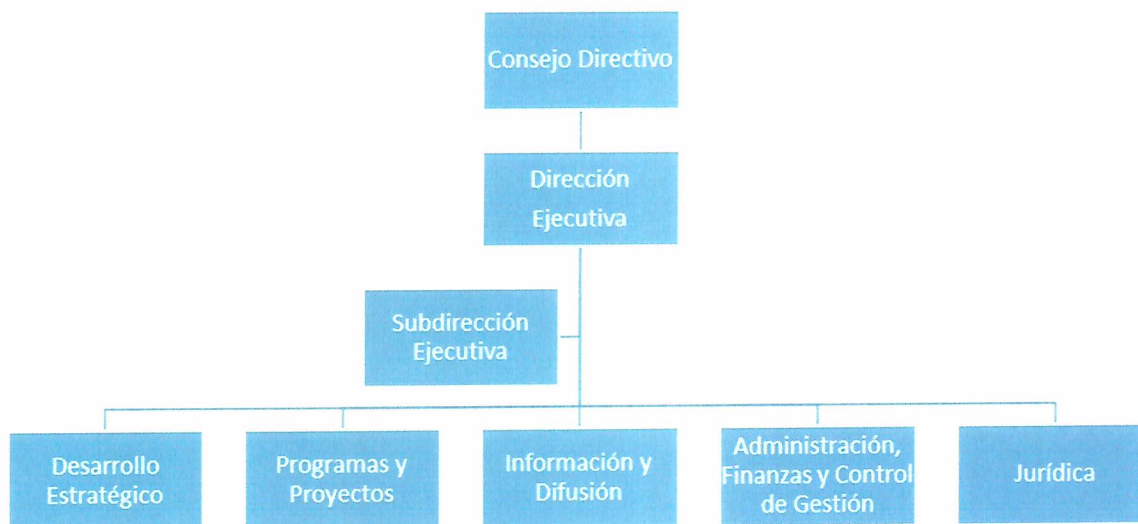 Consejo Directivo
Dirección
Ejecutiva
Subdirección
Ejecutiva
Desarrollo
Estratégico
Programas y
Proyectos
Información y
Difusión
Administración,
Finanzas y Control
de Gestión
Jurídica